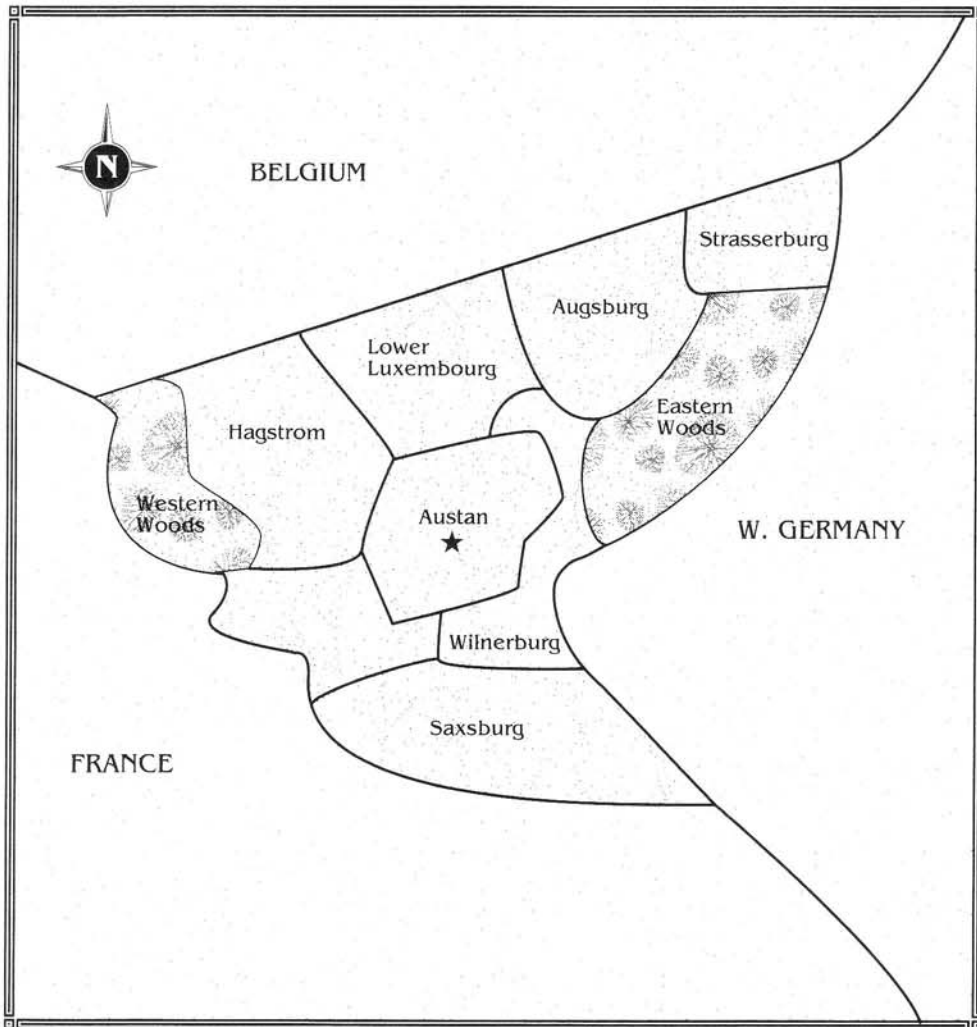 N
BELGIUM
Strasserburg
Augsburg
Lower
Luxembourg
Hagstrom
Eastern
Woods
Western
Woods
Austan
W. GERMANY
Wilnerburg
Saxsburg
FRANCE